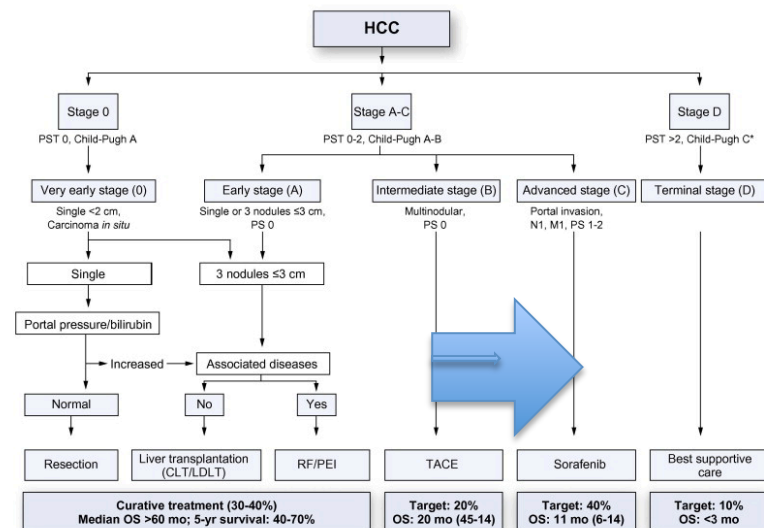 HCC
Stage 0
Stage A-C
Stage D
PST 0, Child-Pugh A
PST 0-2, Child-Pugh A-B
PST >2, Child-Pugh C*
Very early stage (0)
Early stage (A)
Intermediate stage (B)
Advanced stage (C)
Terminal stage (D)
Single <2 cm,
Carcinoma in situ
Single or 3 nodules ≤3 cm,
PS 0
Multinodular,
PS 0
Portal invasion,
N1, M1, PS 1-2
Single
3 nodules ≤3 cm
Portal pressure/bilirubin
Increased
Associated diseases
Normal
No
Yes
Resection
Liver transplantation
(CLT/LDLT)
RF/PEI
TACE
Sorafenib
Best supportive
care
Curative treatment (30-40%)
Median OS >60 mo; 5-yr survival: 40-70%
Target: 20%
OS: 20 mo (45-14)
Target: 40%
OS: 11 mo (6-14)
Target: 10%
OS: <3 mo